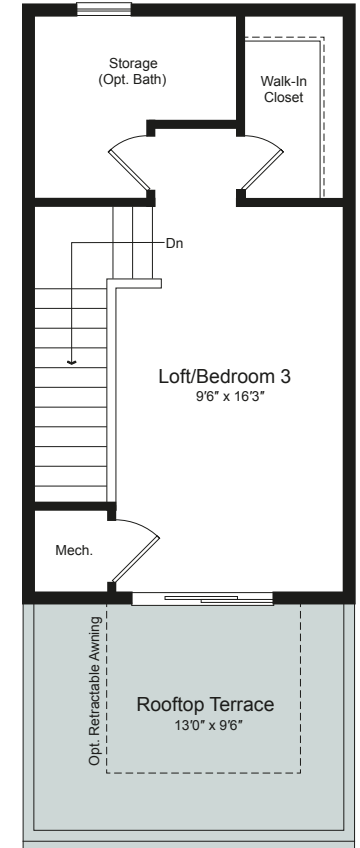 Storage
(Opt. Bath)
Walk-In
Closet
Dn
Loft/Bedroom 3
9'6" x 16'3"
Mech.
Opt. Retractable Awning
Rooftop Terrace
13'0" x 9'6"